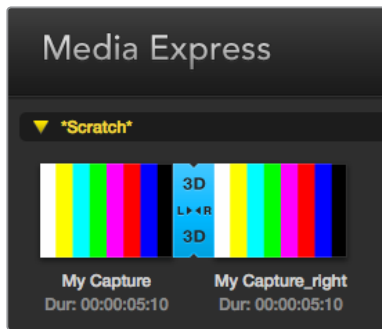 Media Express
*Scratch*
3D
L R
3D
My Capture My Capture_right
Dur: 00:00:05:10 Dur: 00:00:05:10